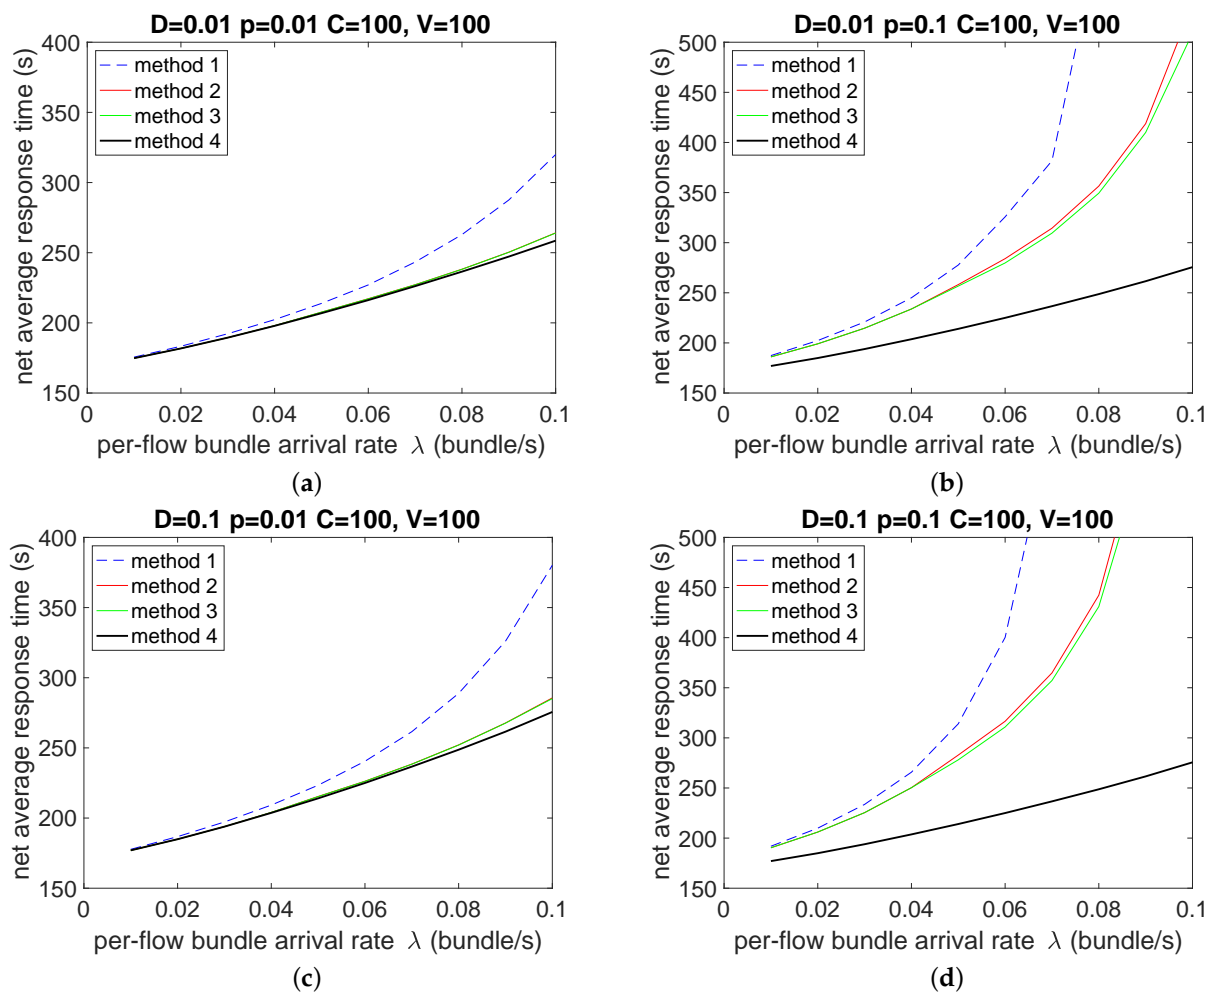 D=0.01 p=0.01 C=100, V=100
net average response time (s)
400
350
300
250
200
150
method 1
method 2
method 3
method 4
0 0.02 0.04 0.06 0.08 0.1
per-flow bundle arrival rate λ (bundle/s)
(a)
D=0.01 p=0.1 C=100, V=100
net average response time (s)
500
450
400
350
300
250
200
150
method 1
method 2
method 3
method 4
0 0.02 0.04 0.06 0.08 0.1
per-flow bundle arrival rate λ (bundle/s)
(b)
D=0.1 p=0.01 C=100, V=100
net average response time (s)
400
350
300
250
200
150
method 1
method 2
method 3
method 4
0 0.02 0.04 0.06 0.08 0.1
per-flow bundle arrival rate λ (bundle/s)
(c)
D=0.1 p=0.1 C=100, V=100
net average response time (s)
500
450
400
350
300
250
200
150
method 1
method 2
method 3
method 4
0 0.02 0.04 0.06 0.08 0.1
per-flow bundle arrival rate λ (bundle/s)
(d)